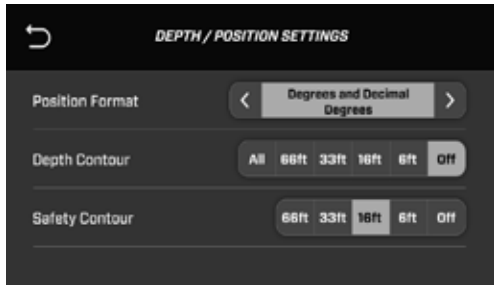 DEPTH / POSITION SETTINGS
Position Format
Degrees and Decimal
Degrees
Depth Contour All 66ft 33ft 16ft 6ft Off
Safety Contour 66ft 33ft 16ft 6ft Off